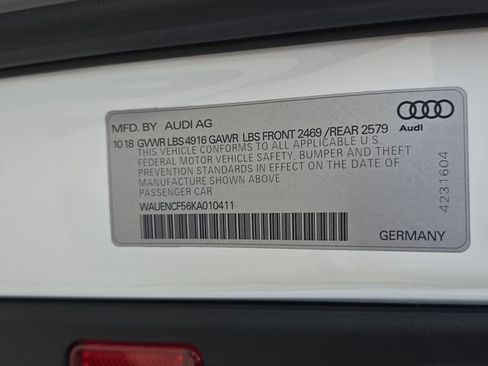 MFD. BY AUDI AG
10 18 GVWR LBS 4916 GAWR LBS FRONT 2469 /REAR 2579
THIS VEHICLE CONFORMS TO ALL APPLICABLE U.S.
FEDERAL MOTOR VEHICLE SAFETY, BUMPER AND THEFT
PREVENTION STANDARDS IN EFFECT ON THE DATE OF
MANUFACTURE SHOWN ABOVE
PASSENGER CAR
WAUENCF56KA010411
GERMANY
Audi
4231604